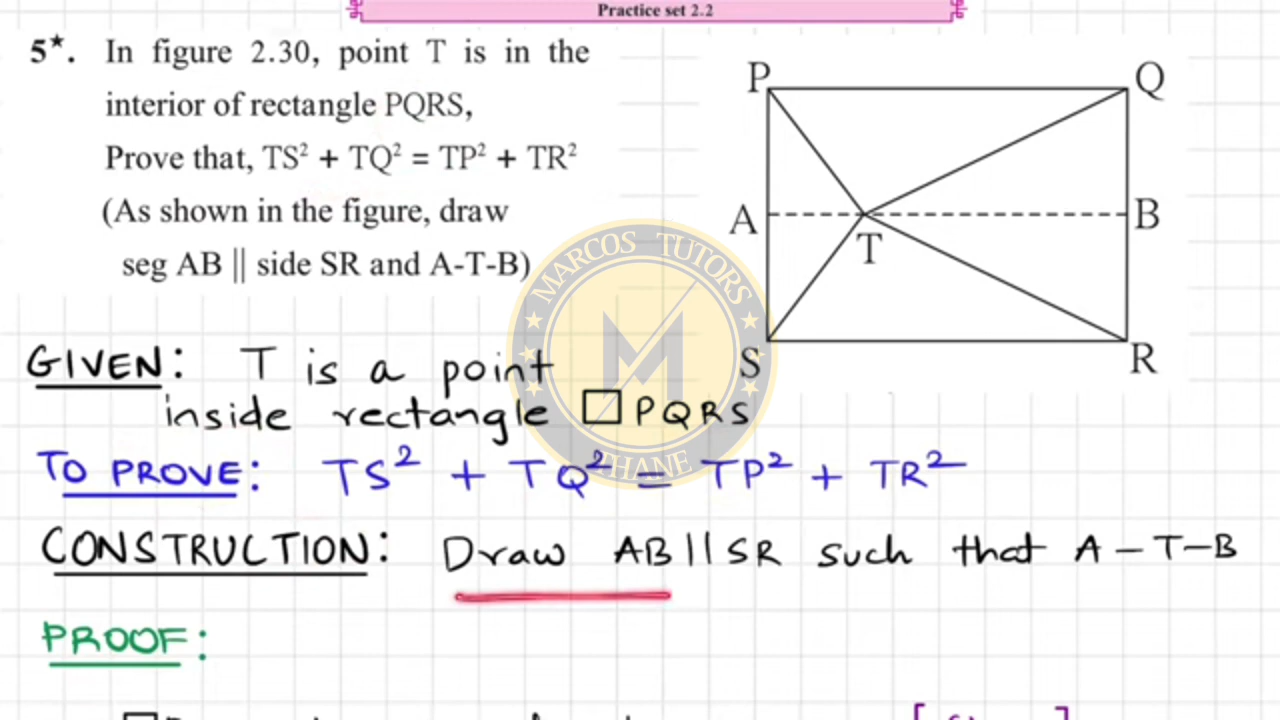 Practice set 2.2
5★. In figure 2.30, point T is in the
interior of rectangle PQRS,
Prove that, TS² + TQ² = TP² + TR²
(As shown in the figure, draw
seg AB || side SR and A-T-B)
P
Q
A
T
B
S
R
MARCOS TUTORS
THANE
GIVEN: T is a point
inside rectangle □PQRS
TO PROVE: TS² + TQ² = TP² + TR²
CONSTRUCTION: Draw AB || SR such that A – T – B
PROOF: